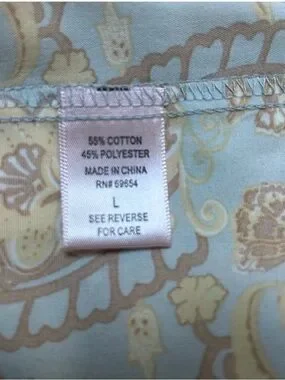 55% COTTON
45% POLYESTER
MADE IN CHINA
RN# 59654
L
SEE REVERSE
FOR CARE